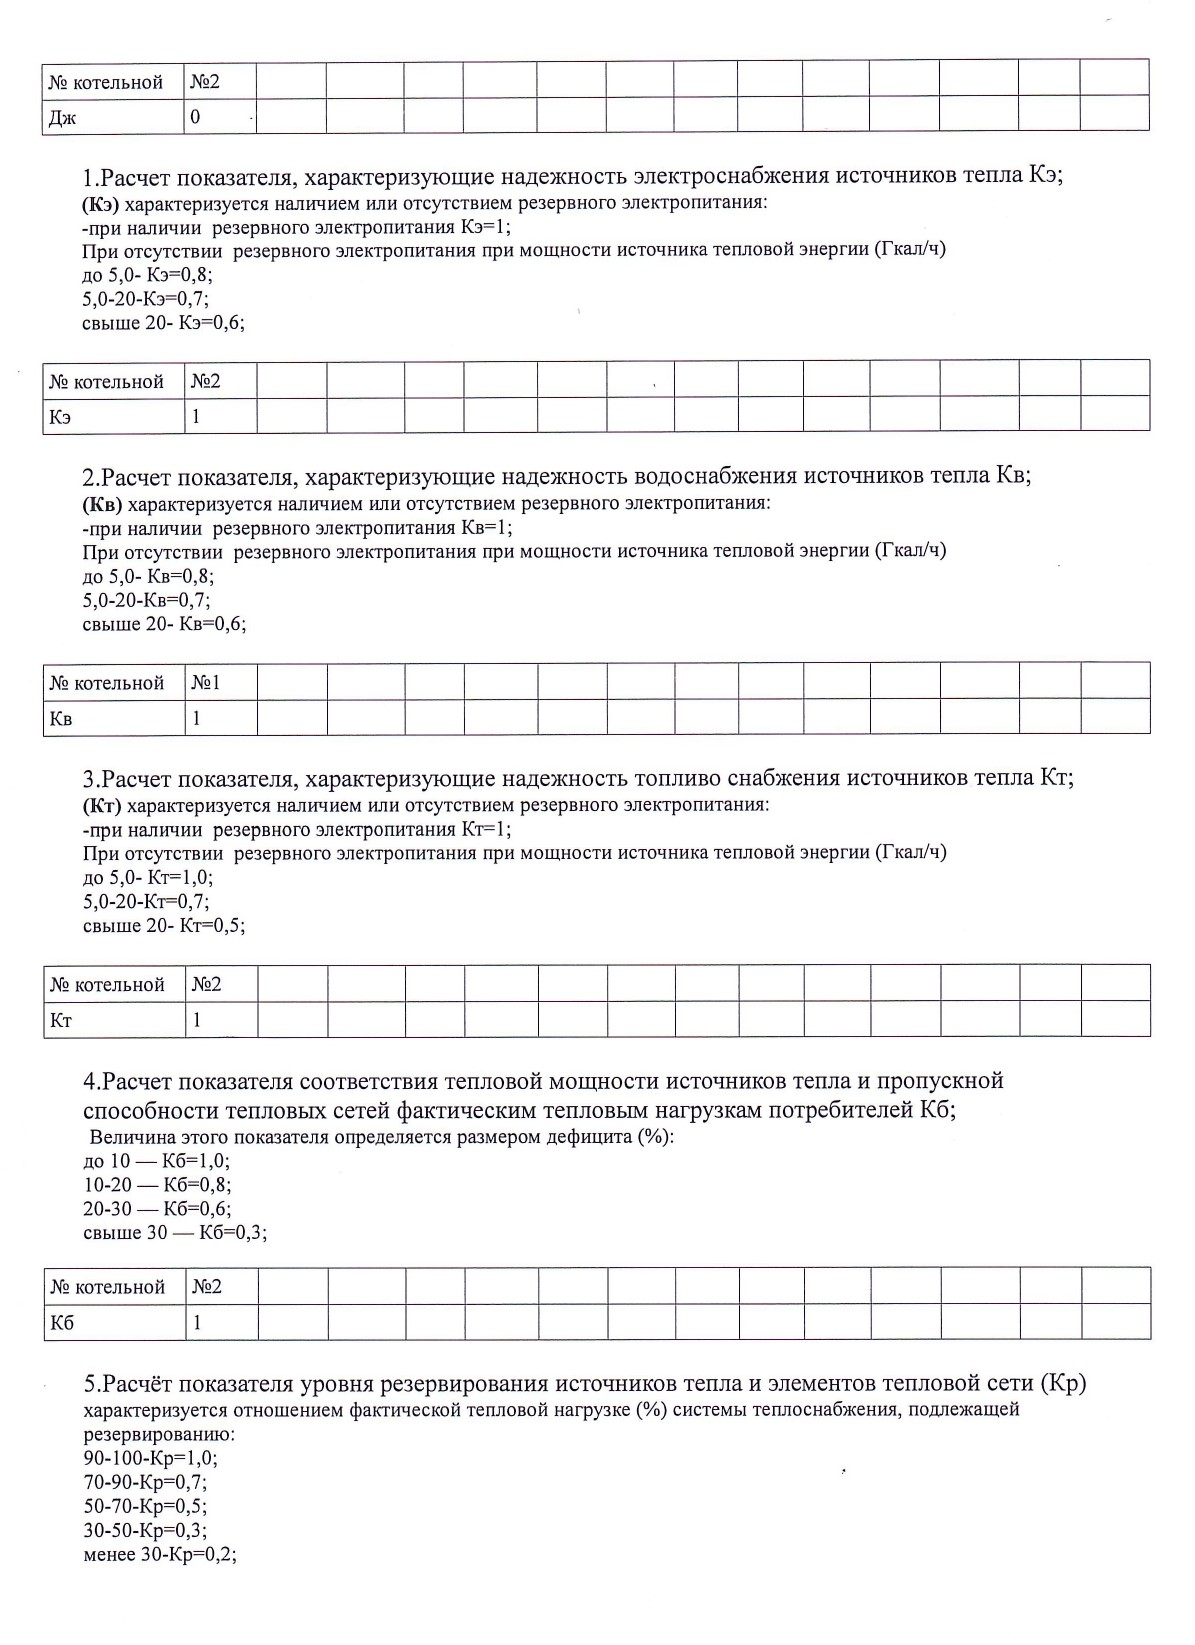 № котельной №2
Дж 0
1.Расчет показателя, характеризующие надежность электроснабжения источников тепла Кэ;
(Кэ) характеризуется наличием или отсутствием резервного электропитания:
-при наличии резервного электропитания Кэ=1;
При отсутствии резервного электропитания при мощности источника тепловой энергии (Гкал/ч)
до 5,0- Кэ=0,8;
5,0-20-Кэ=0,7;
свыше 20- Кэ=0,6;
№ котельной №2
Кэ 1
2.Расчет показателя, характеризующие надежность водоснабжения источников тепла Кв;
(Кв) характеризуется наличием или отсутствием резервного электропитания:
-при наличии резервного электропитания Кв=1;
При отсутствии резервного электропитания при мощности источника тепловой энергии (Гкал/ч)
до 5,0- Кв=0,8;
5,0-20-Кв=0,7;
свыше 20- Кв=0,6;
№ котельной №1
Кв 1
3.Расчет показателя, характеризующие надежность топливо снабжения источников тепла Кт;
(Кт) характеризуется наличием или отсутствием резервного электропитания:
-при наличии резервного электропитания Кт=1;
При отсутствии резервного электропитания при мощности источника тепловой энергии (Гкал/ч)
до 5,0- Кт=1,0;
5,0-20-Кт=0,7;
свыше 20- Кт=0,5;
№ котельной №2
Кт 1
4.Расчет показателя соответствия тепловой мощности источников тепла и пропускной
способности тепловых сетей фактическим тепловым нагрузкам потребителей Кб;
Величина этого показателя определяется размером дефицита (%):
до 10 — Кб=1,0;
10-20 — Кб=0,8;
20-30 — Кб=0,6;
свыше 30 — Кб=0,3;
№ котельной №2
Кб 1
5.Расчёт показателя уровня резервирования источников тепла и элементов тепловой сети (Кр)
характеризуется отношением фактической тепловой нагрузке (%) системы теплоснабжения, подлежащей
резервированию:
90-100-Кр=1,0;
70-90-Кр=0,7;
50-70-Кр=0,5;
30-50-Кр=0,3;
менее 30-Кр=0,2;